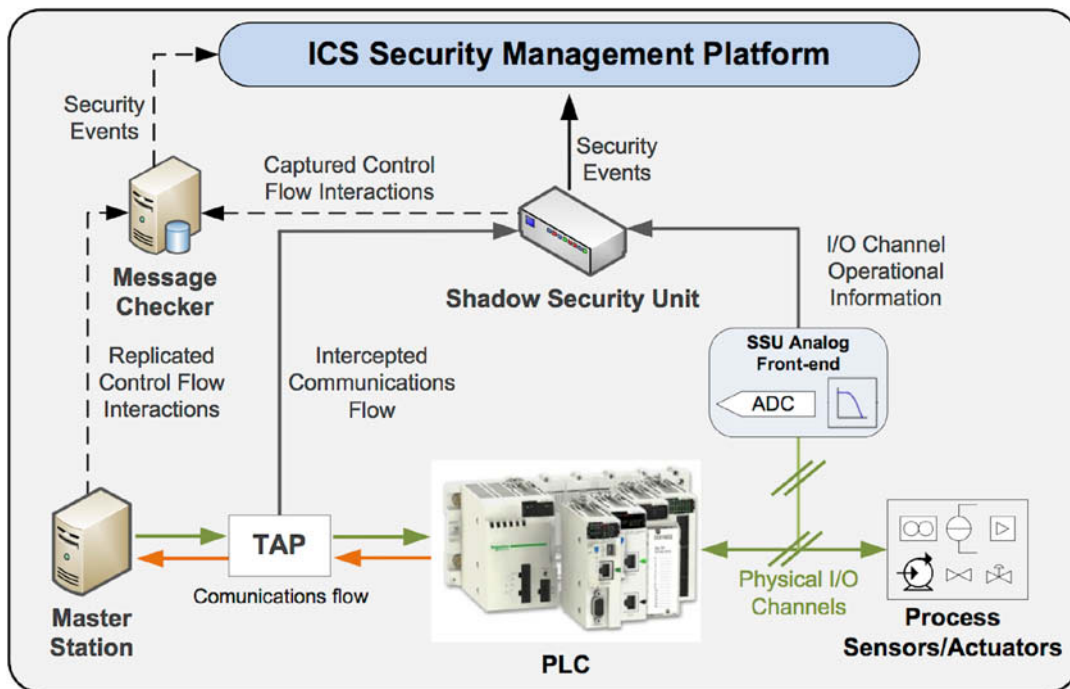 ICS Security Management Platform
Security
Events
Captured Control
Flow Interactions
Security
Events
Message
Checker
Shadow Security Unit
I/O Channel
Operational
Information
Replicated
Control Flow
Interactions
Intercepted
Communications
Flow
SSU Analog
Front-end
ADC
TAP
Comunications flow
Master
Station
PLC
Physical I/O
Channels
Process
Sensors/Actuators